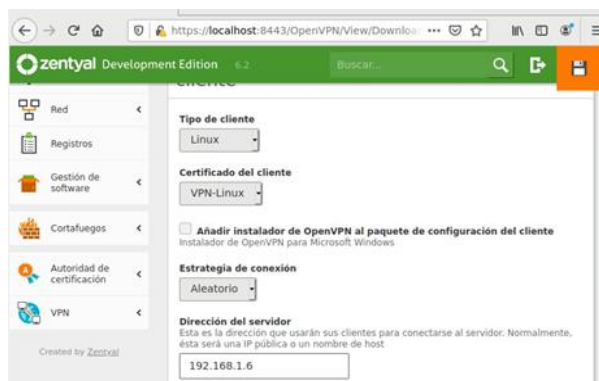 https://localhost:8443/OpenVPN/View/Downloa
zentyal Development Edition 6.2
Buscar...
cliente
Red
Registros
Gestión de
software
Cortafuegos
Autoridad de
certificación
VPN
Created by Zentyal
Tipo de cliente
Linux
Certificado del cliente
VPN-Linux
Añadir instalador de OpenVPN al paquete de configuración del cliente
Instalador de OpenVPN para Microsoft Windows
Estrategia de conexión
Aleatorio
Dirección del servidor
Esta es la dirección que usarán sus clientes para conectarse al servidor. Normalmente,
ésta será una IP pública o un nombre de host
192.168.1.6